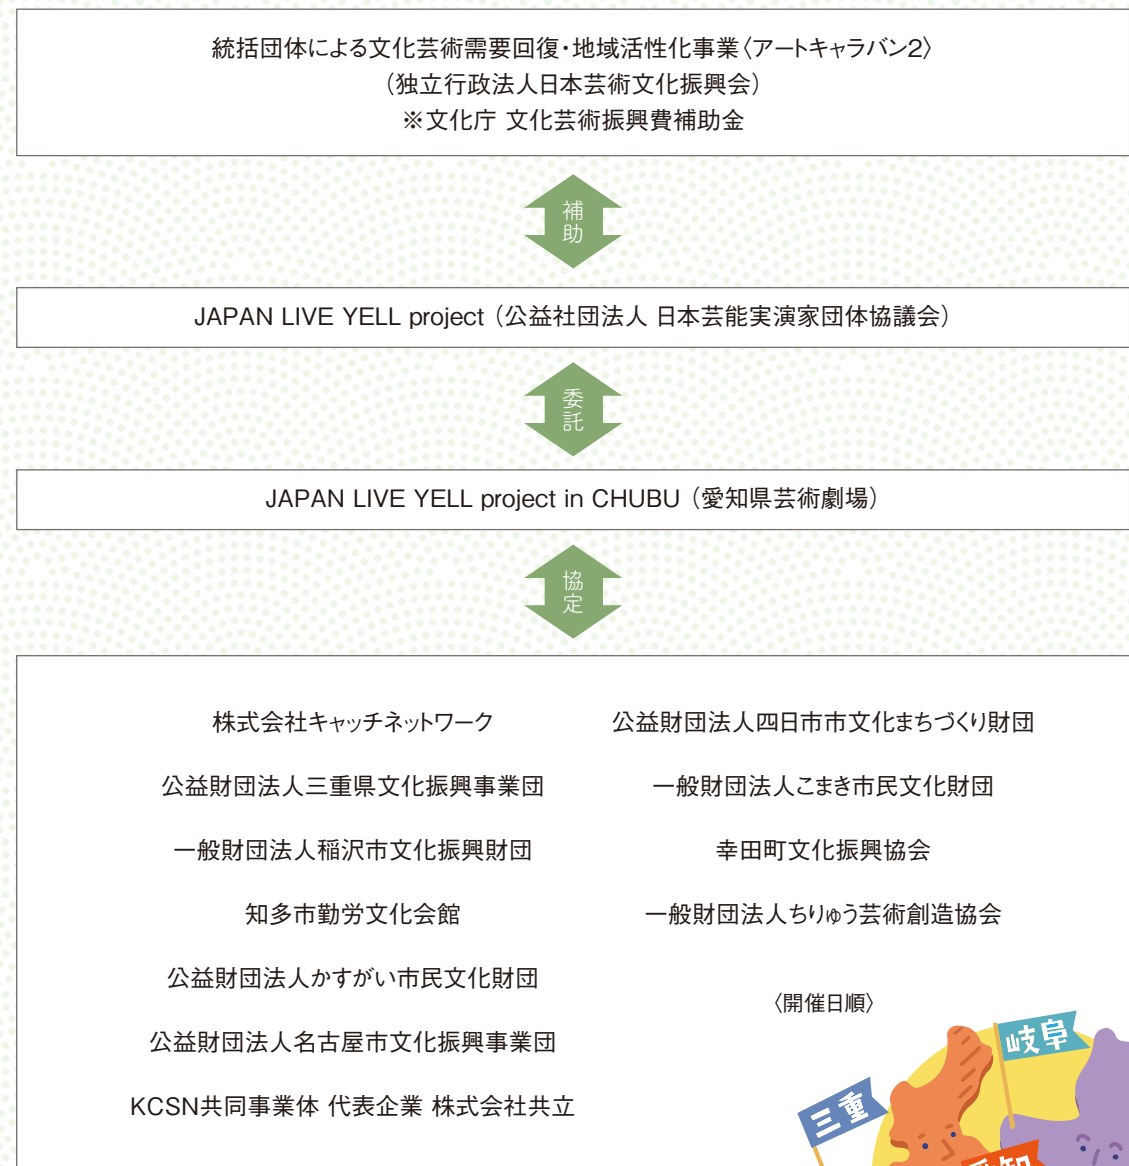 統括団体による文化芸術需要回復・地域活性化事業〈アートキャラバン2〉
（独立行政法人日本芸術文化振興会）
※文化庁 文化芸術振興費補助金
補助
JAPAN LIVE YELL project（公益社団法人 日本芸能実演家団体協議会）
委託
JAPAN LIVE YELL project in CHUBU（愛知県芸術劇場）
協定
株式会社キャッチネットワーク
公益財団法人三重県文化振興事業団
一般財団法人稲沢市文化振興財団
知多市勤労文化会館
公益財団法人かすがい市民文化財団
公益財団法人名古屋市文化振興事業団
KCSN共同事業体 代表企業 株式会社共立
公益財団法人四日市市文化まちづくり財団
一般財団法人こまき市民文化財団
幸田町文化振興協会
一般財団法人ちりゅう芸術創造協会
〈開催日順〉
岐阜
三重
愛知